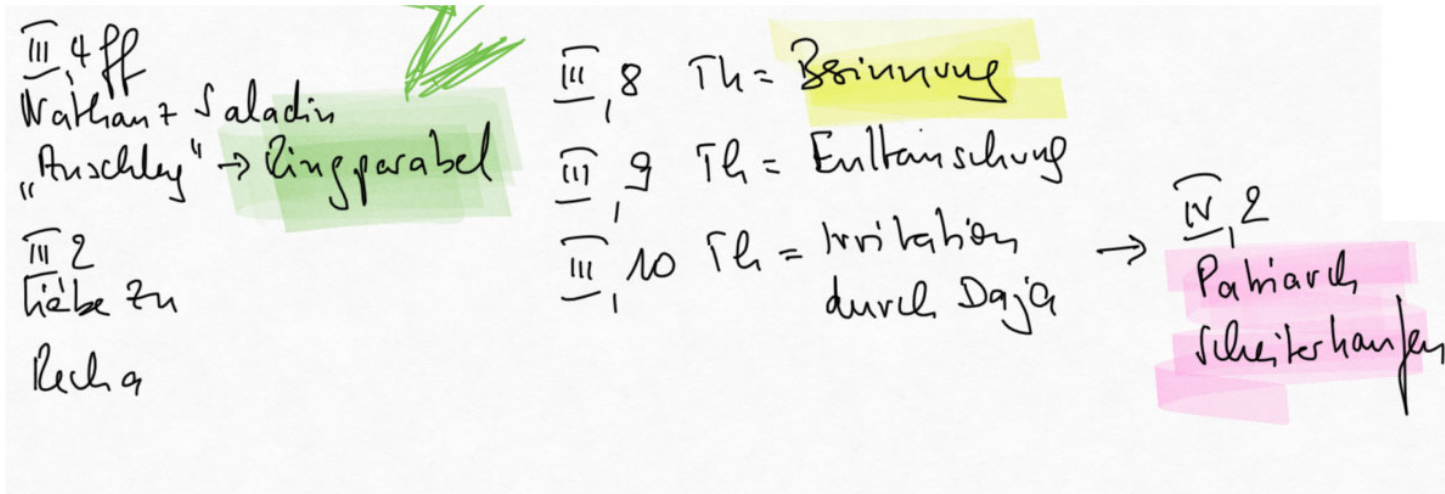 III,4ff
Nathan + Saladin
„Anschlag" → Ringparabel
III 2
Liebe zu
Recha
III,8 Th = Besinnung
III,9 Th = Enttäuschung
III,10 Th = Irritation
durch Daja
→ IV,2
Patriarch
Scheiterhaufen